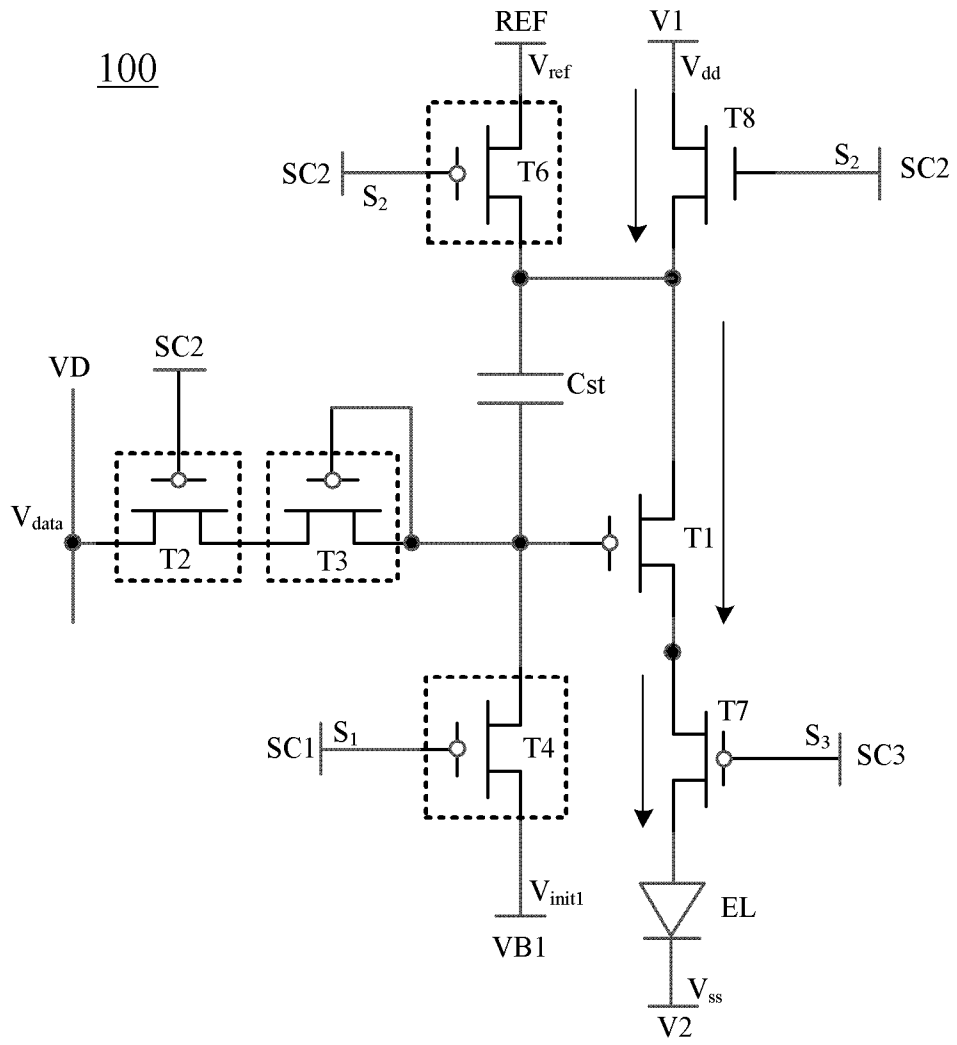 100
REF
V1
Vref
Vdd
T8
SC2
S2
T6
S2
SC2
VD
SC2
Cst
Vdata
T2
T3
T1
SC1
S1
T4
T7
S3
SC3
Vinit1
VB1
EL
Vss
V2